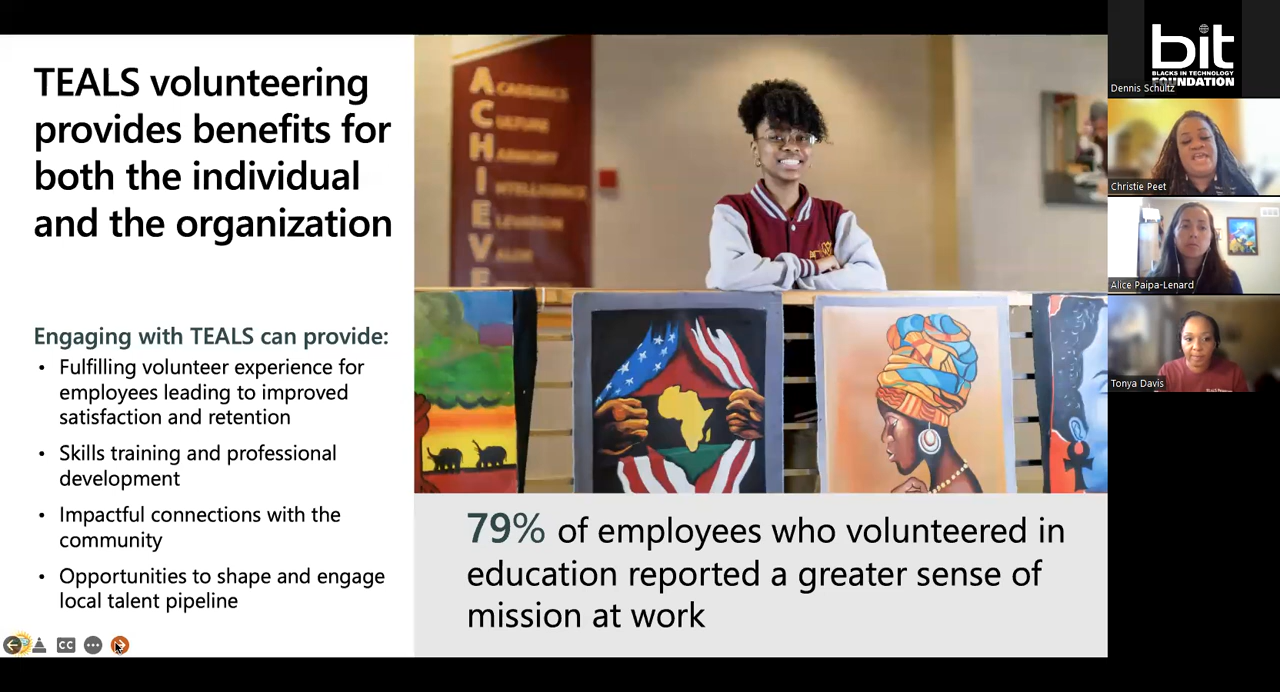 TEALS volunteering
provides benefits for
both the individual
and the organization
Engaging with TEALS can provide:
• Fulfilling volunteer experience for
employees leading to improved
satisfaction and retention
• Skills training and professional
development
• Impactful connections with the
community
• Opportunities to shape and engage
local talent pipeline
CC
ACADEMICS
CULTURE
HARMONY
INTELLIGENCE
ELEVATION
VALOR
E
79% of employees who volunteered in
education reported a greater sense of
mission at work
bit
BLACKS IN TECHNOLOGY
FOUNDATION
Dennis Schultz
Christie Peet
Alice Paipa-Lenard
Tonya Davis